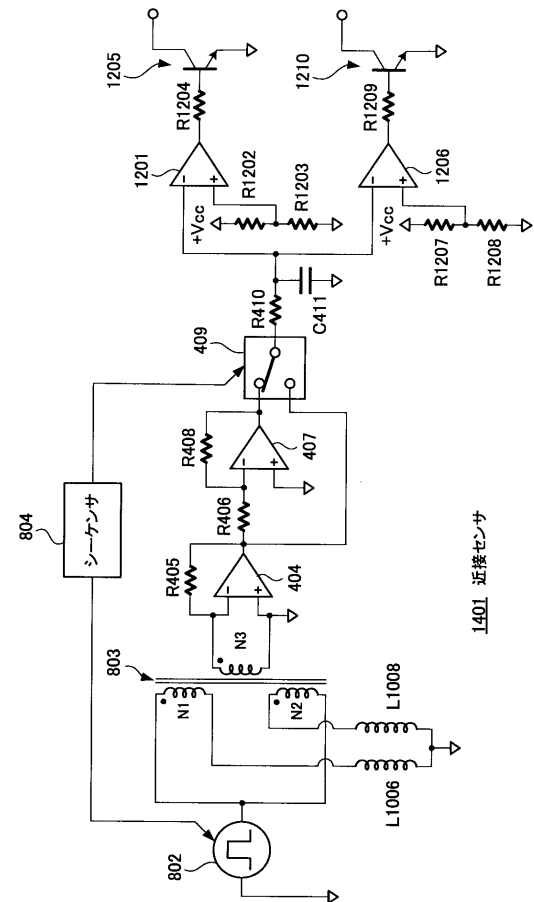 1205
R1204
1201
R1202
R1203
+Vcc
1210
R1209
1206
+Vcc
R1207
R1208
R410
C411
409
R408
407
R406
R405
404
804
シーケンサ
803
N1
N2
N3
L1008
L1006
802
1401 近接センサ
- + - + - + - +